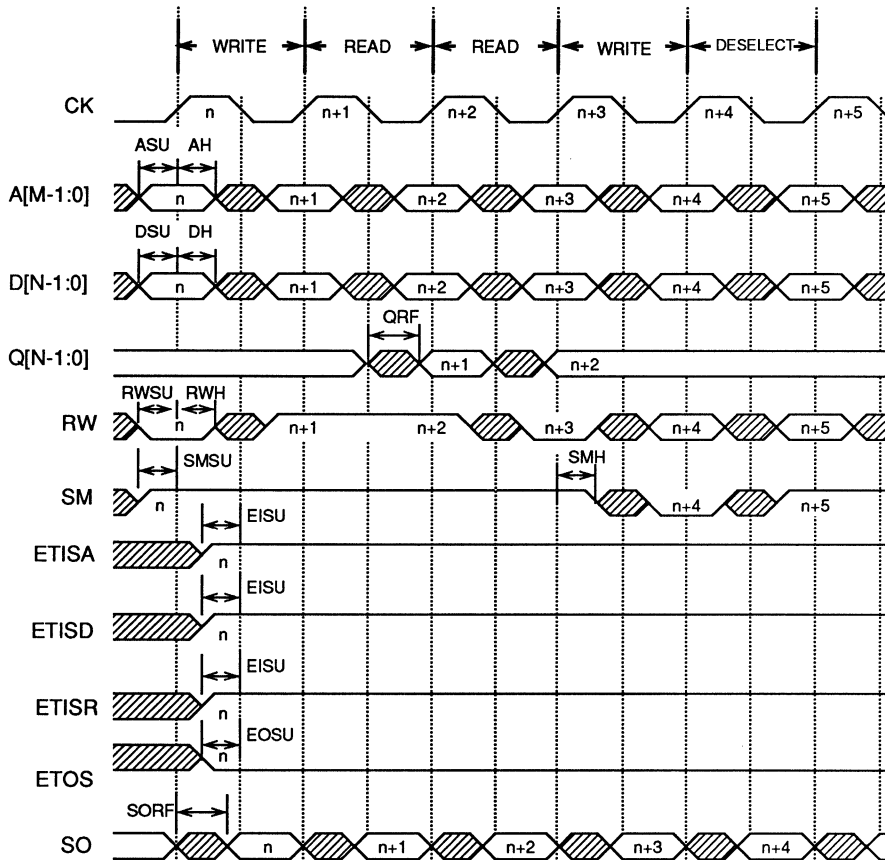 WRITE READ READ WRITE DESELECT
CK n n+1 n+2 n+3 n+4 n+5
ASU AH
A[M-1:0] n n+1 n+2 n+3 n+4 n+5
DSU DH
D[N-1:0] n n+1 n+2 n+3 n+4 n+5
QRF
Q[N-1:0] n+1 n+2
RWSU RWH
RW n n+1 n+2 n+3 n+4 n+5
SMSU SMH
SM n n+4 n+5
EISU
ETISA n
EISU
ETISD n
EISU
ETISR n
EOSU
ETOS n
SORF
SO n n+1 n+2 n+3 n+4